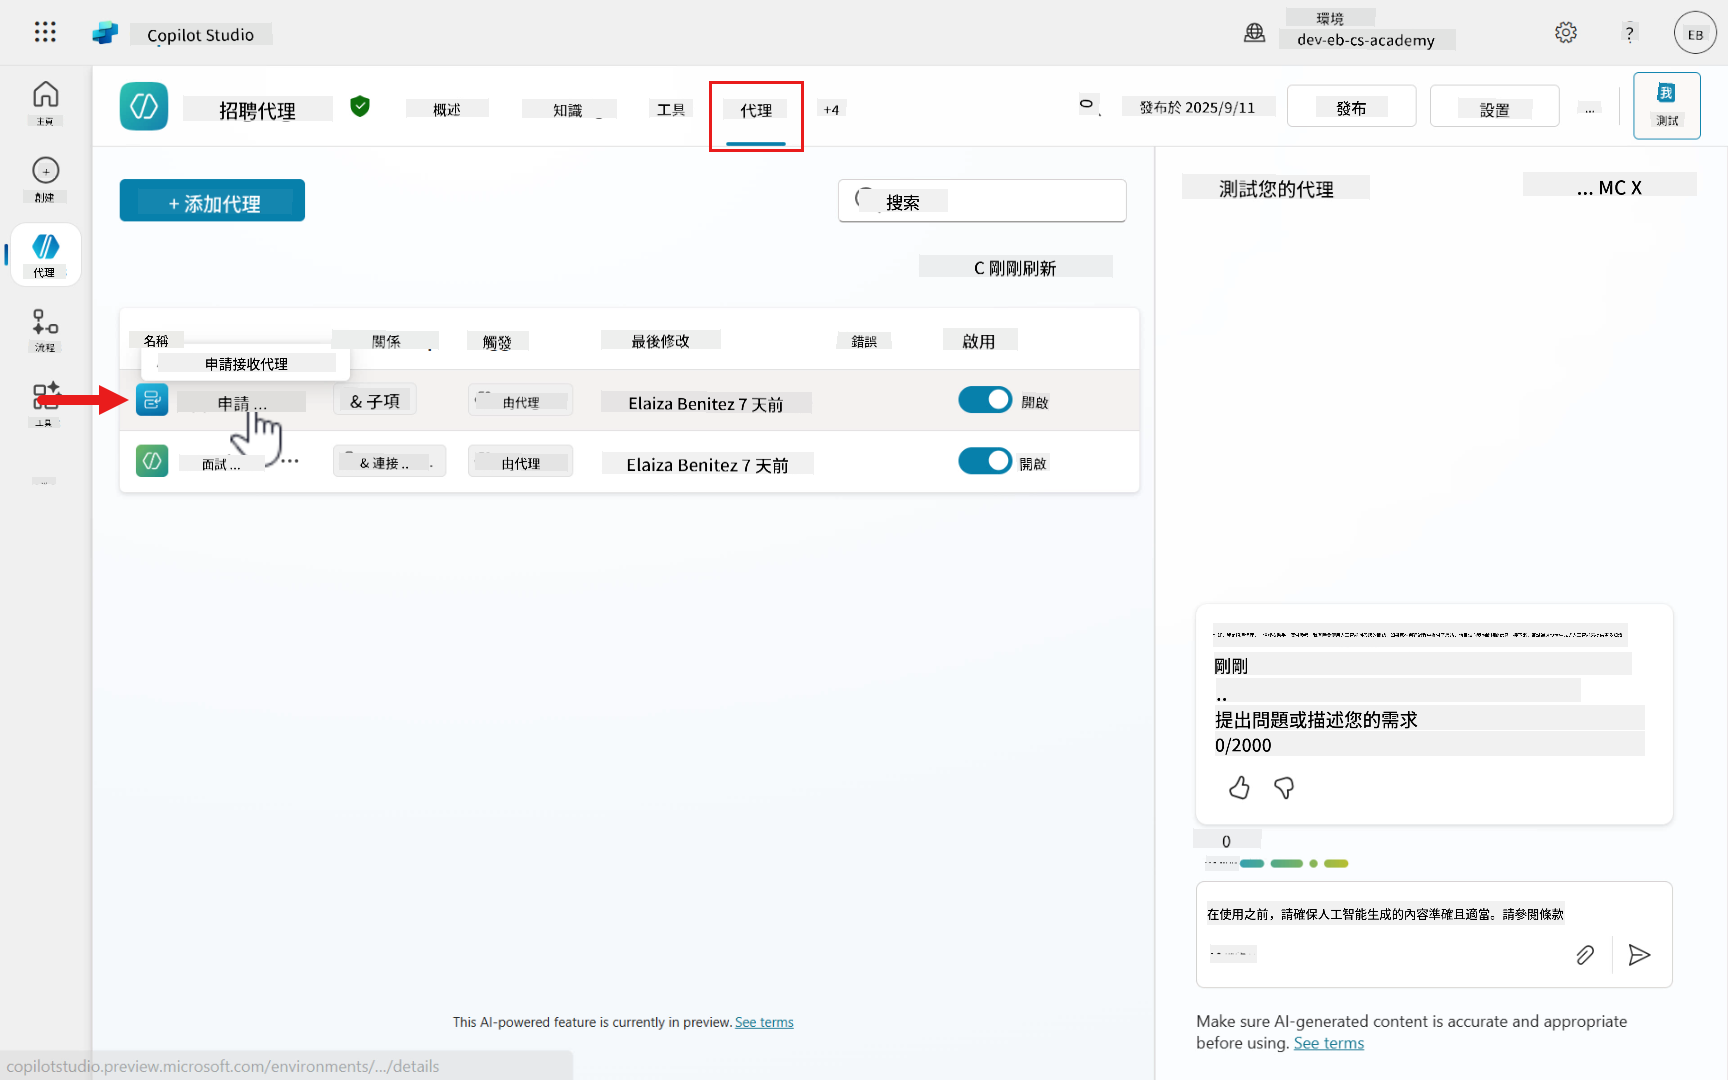 Copilot Studio
環境
dev-eb-cs-academy
?
EB
主頁
招聘代理
概述
知識
工具
代理
+4
發布於 2025/9/11
發布
設置
...
我
測試
創建
+ 添加代理
搜索
測試您的代理
... MC X
代理
C 剛剛刷新
流程
名稱
關係
觸發
最後修改
錯誤
啟用
申請接收代理
申請 ...
& 子項
由代理
Elaiza Benitez 7 天前
開啟
工具
面試 ...
...
& 連接 ..
由代理
Elaiza Benitez 7 天前
開啟
剛剛
..
提出問題或描述您的需求
0/2000
0
在使用之前，請確保人工智能生成的內容準確且適當。請參閱條款
This AI-powered feature is currently in preview. See terms
Make sure AI-generated content is accurate and appropriate
before using. See terms
copilotstudio.preview.microsoft.com/environments/.../details